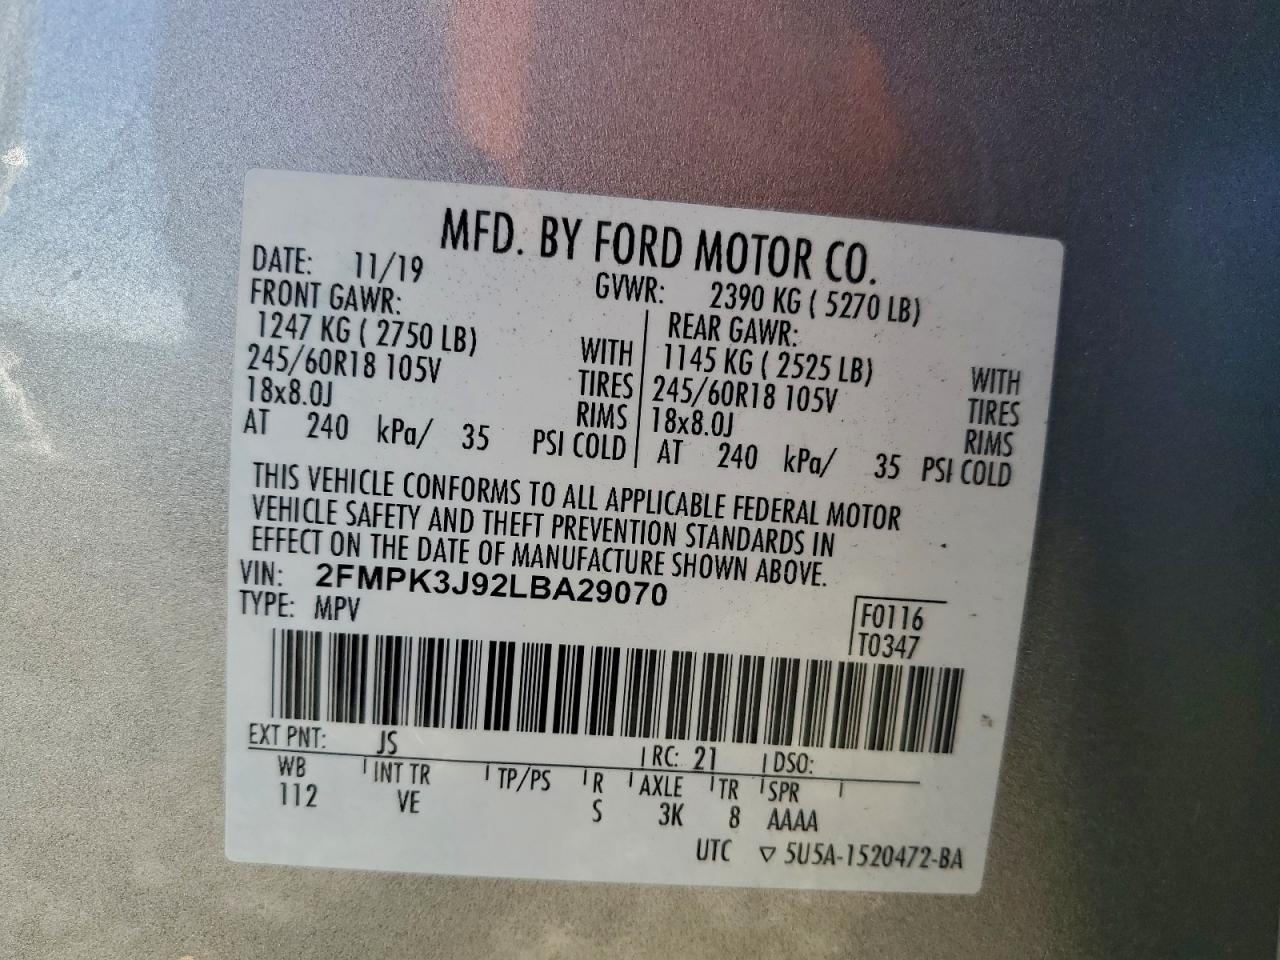 MFD. BY FORD MOTOR CO.
DATE: 11/19 GVWR: 2390 KG ( 5270 LB)
FRONT GAWR: REAR GAWR:
1247 KG ( 2750 LB) WITH 1145 KG ( 2525 LB) WITH
245/60R18 105V TIRES 245/60R18 105V TIRES
18x8.0J RIMS 18x8.0J RIMS
AT 240 kPa/ 35 PSI COLD AT 240 kPa/ 35 PSI COLD
THIS VEHICLE CONFORMS TO ALL APPLICABLE FEDERAL MOTOR
VEHICLE SAFETY AND THEFT PREVENTION STANDARDS IN
EFFECT ON THE DATE OF MANUFACTURE SHOWN ABOVE.
VIN: 2FMPK3J92LBA29070
TYPE: MPV
F0116
T0347
EXT PNT: JS RC: 21 DSO:
WB INT TR TP/PS R AXLE TR SPR
112 VE S 3K 8 AAAA
UTC ▽ 5U5A-1520472-BA